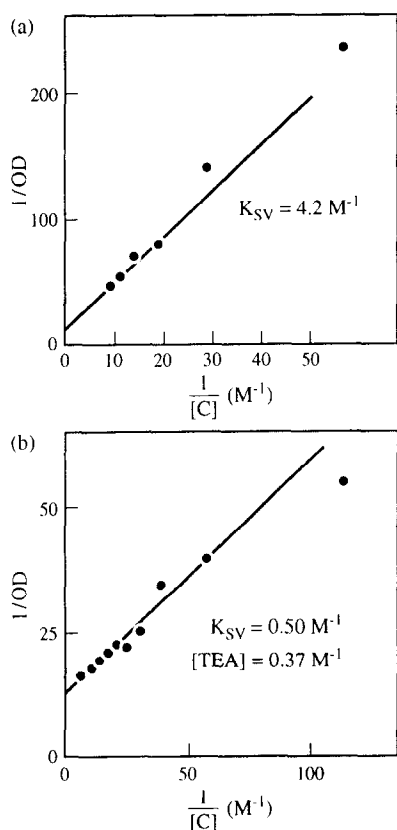 (a)
200
100
0
1/OD
K_SV = 4.2 M⁻¹
0 10 20 30 40 50
1/[C] (M⁻¹)
(b)
50
25
0
1/OD
K_SV = 0.50 M⁻¹
[TEA] = 0.37 M⁻¹
0 50 100
1/[C] (M⁻¹)